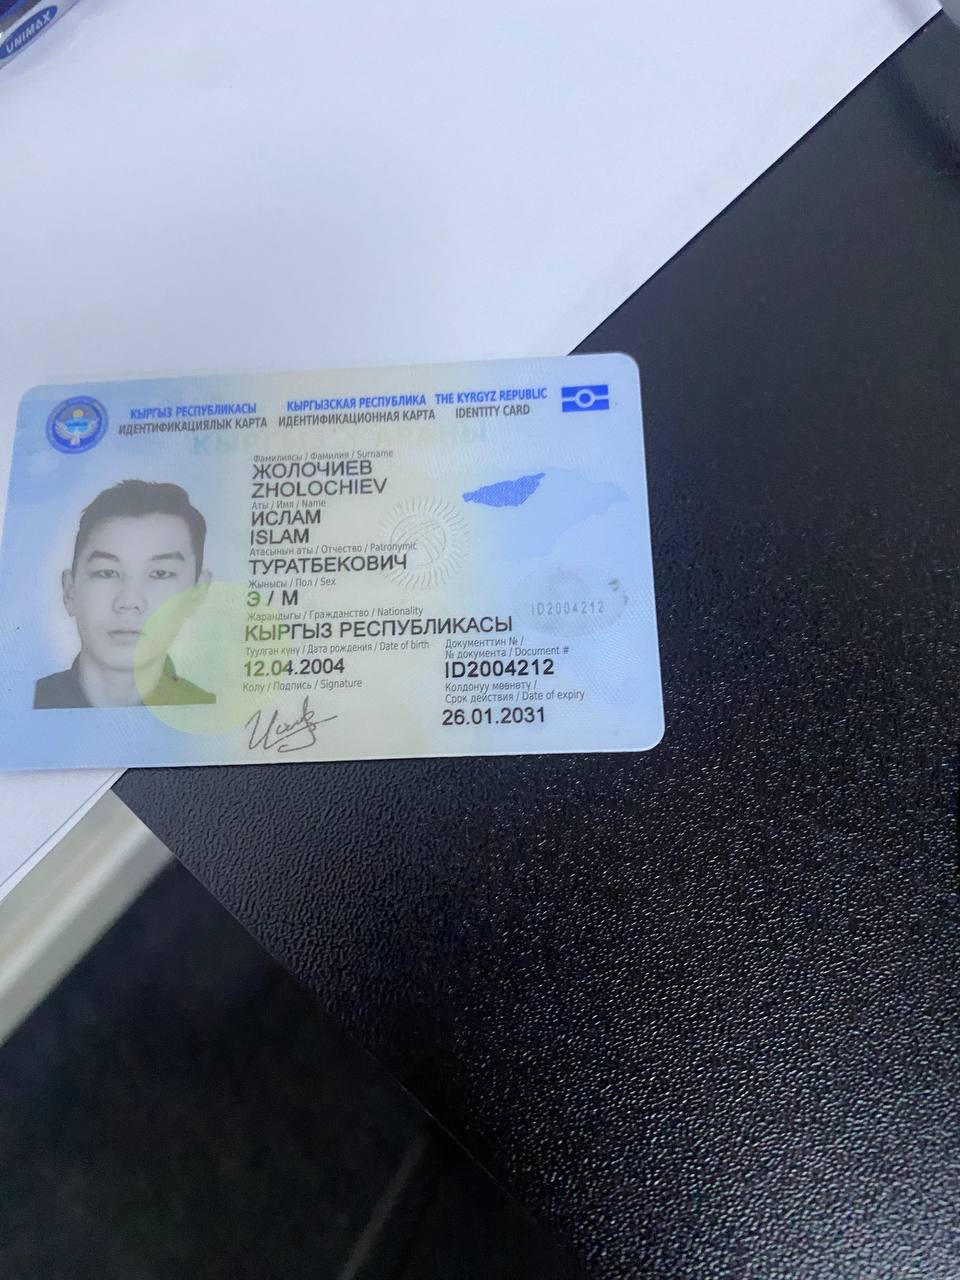 UNIMAX
КЫРГЫЗ РЕСПУБЛИКАСЫ КЫРГЫЗСКАЯ РЕСПУБЛИКА THE KYRGYZ REPUBLIC
ИДЕНТИФИКАЦИЯЛЫК КАРТА ИДЕНТИФИКАЦИОННАЯ КАРТА IDENTITY CARD
Фамилиясы / Фамилия / Surname
ЖОЛОЧИЕВ
ZHOLOCHIEV
Аты / Имя / Name
ИСЛАМ
ISLAM
Атасынын аты / Отчество / Patronymic
ТУРАТБЕКОВИЧ
Жынысы / Пол / Sex
Э / М
ID2004212
Жарандыгы / Гражданство / Nationality
КЫРГЫЗ РЕСПУБЛИКАСЫ
Туулган күнү / Дата рождения / Date of birth
12.04.2004
Документтин № /
№ документа / Document #
ID2004212
Колу / Подпись / Signature
Колдонуу мөөнөтү /
Срок действия / Date of expiry
26.01.2031